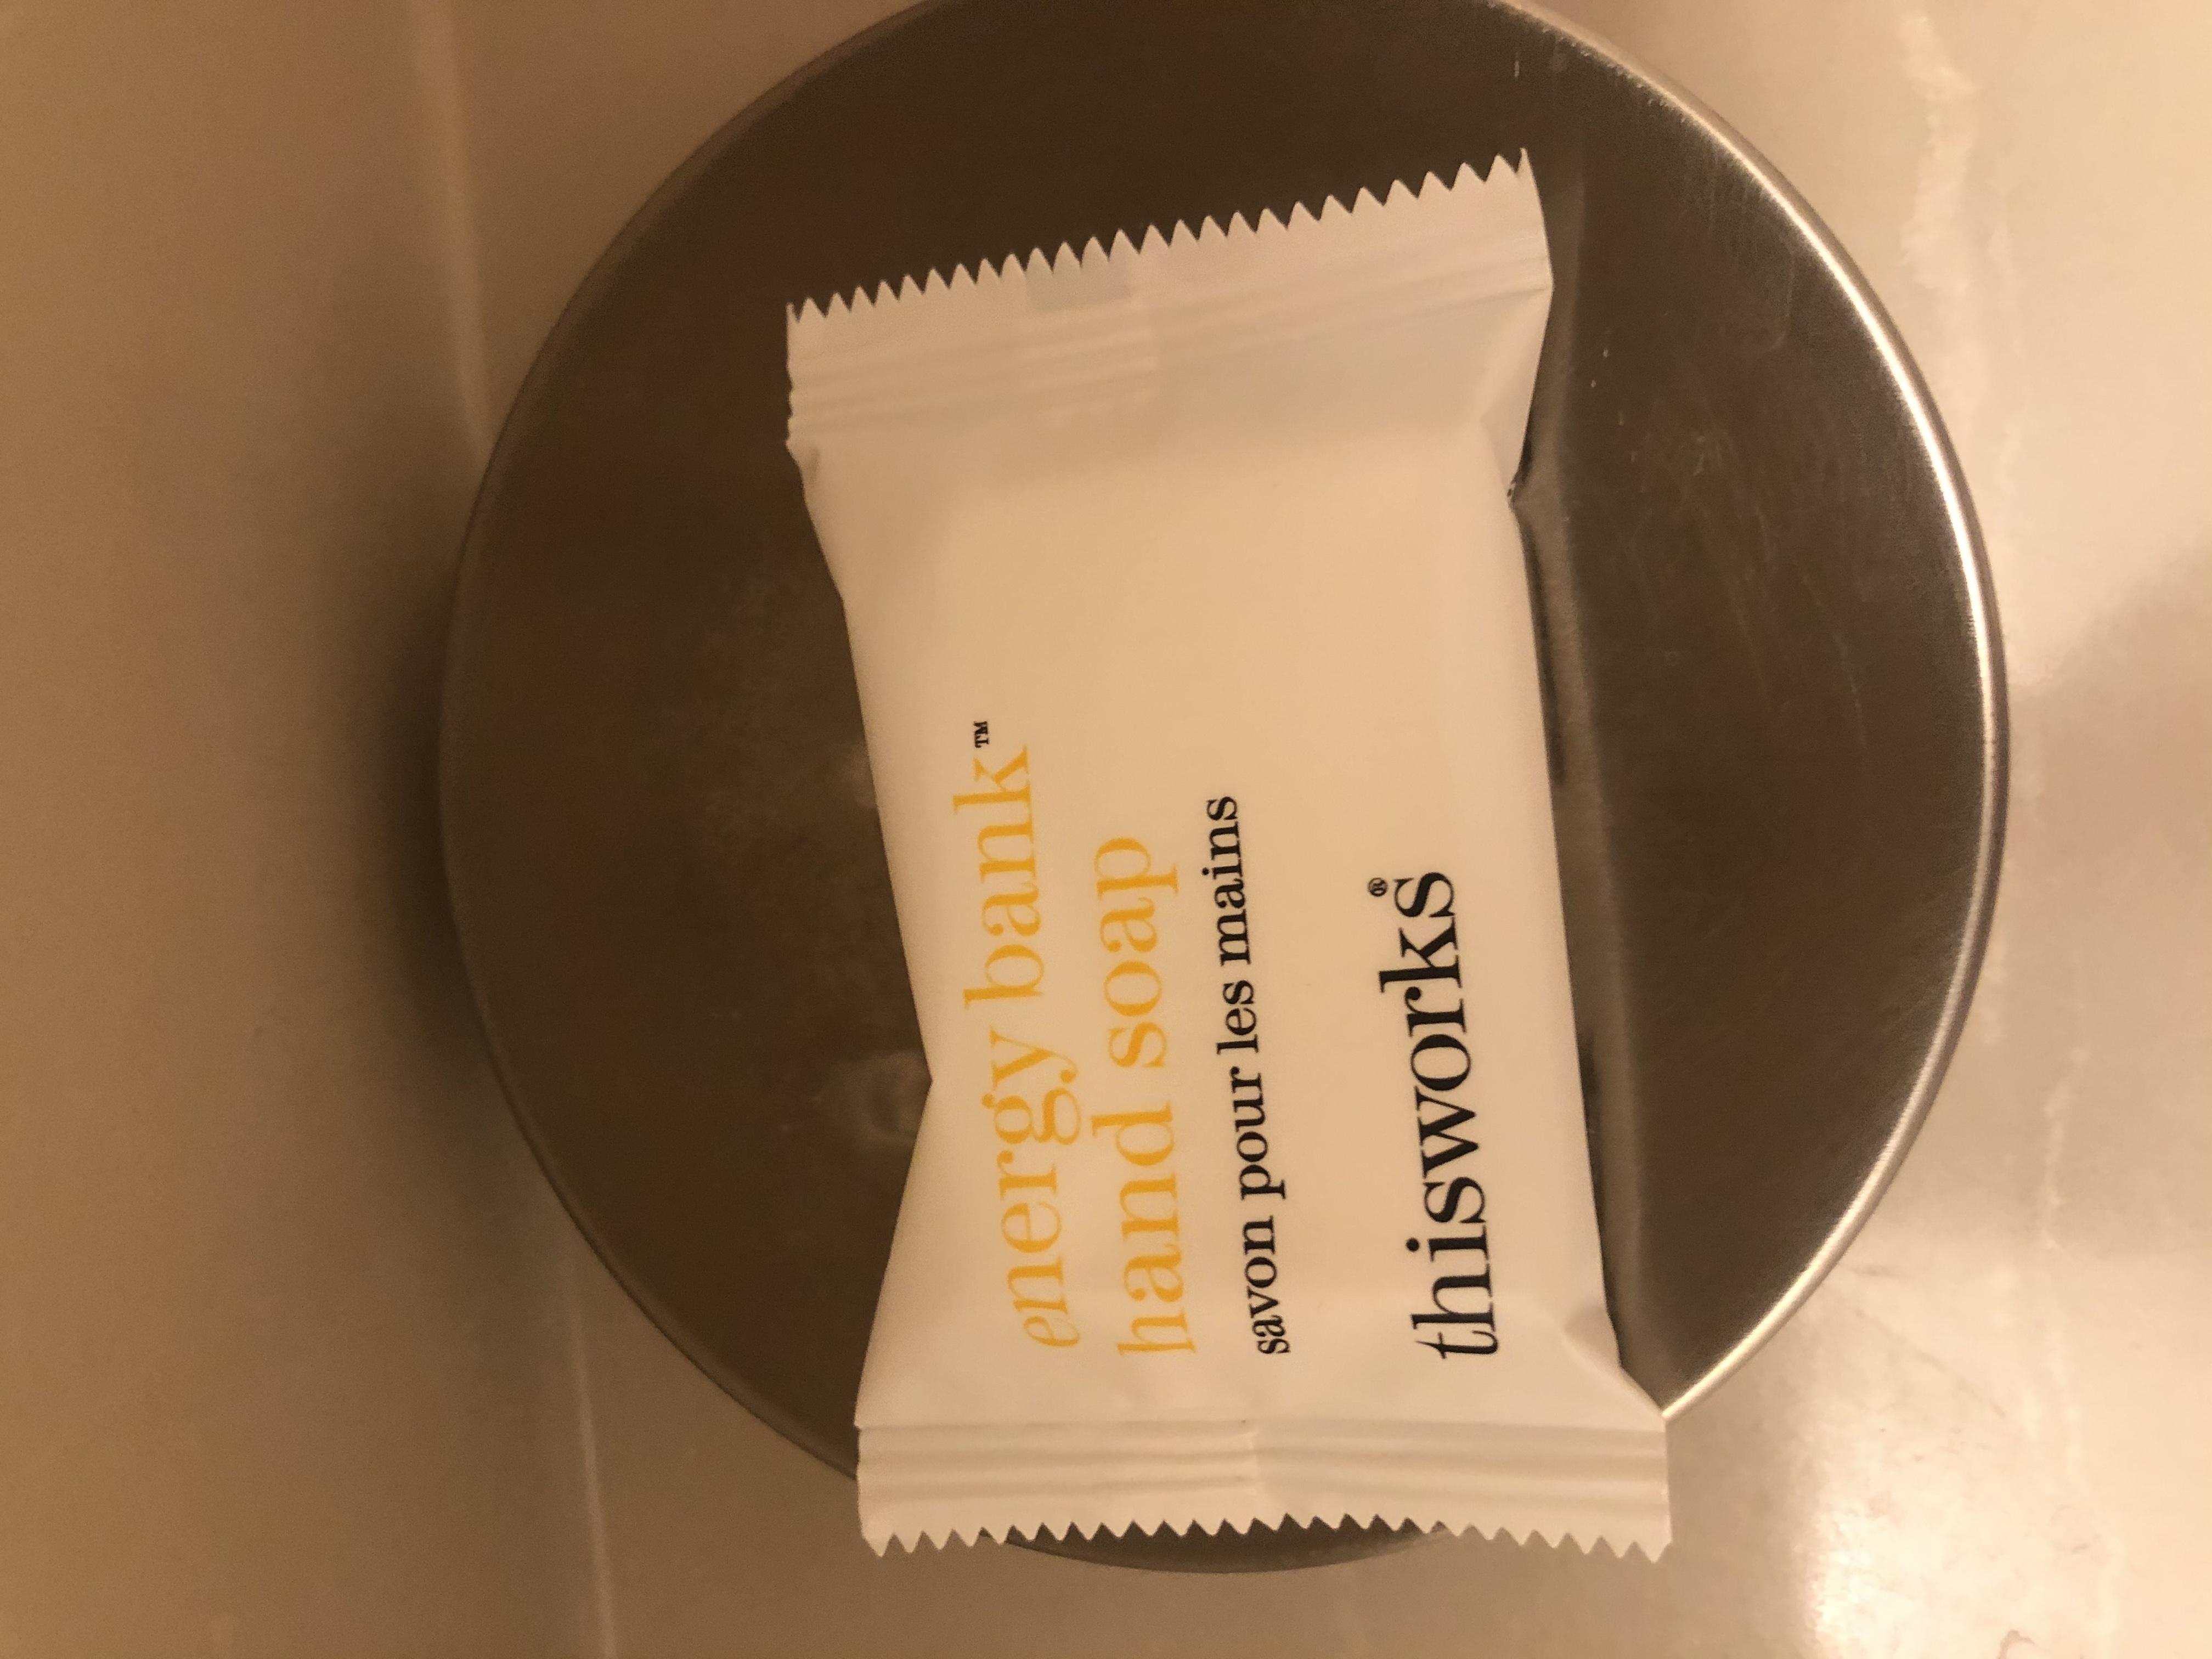 energy bank™
hand soap
savon pour les mains
thisworks®